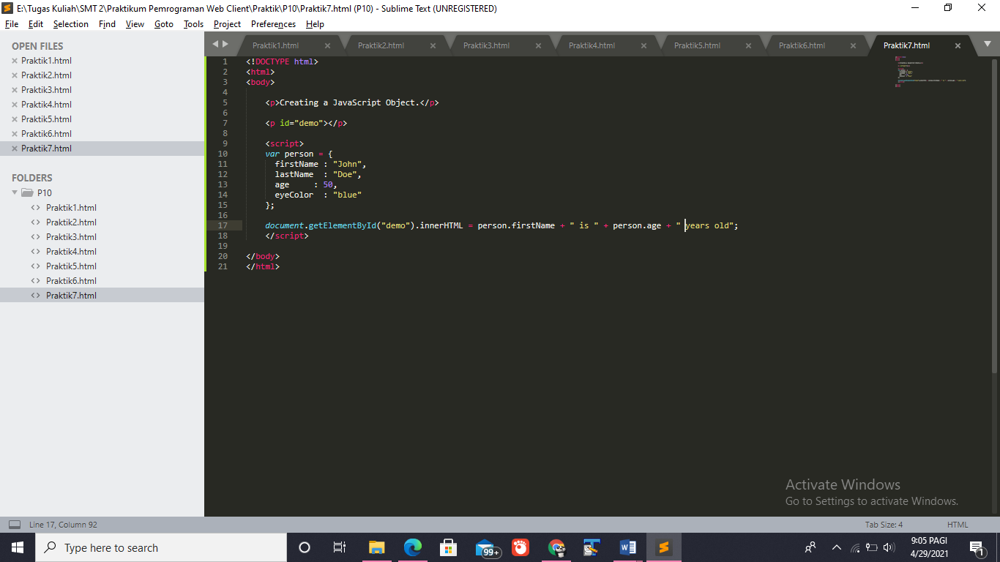 E:\Tugas Kuliah\SMT 2\Praktikum Pemrograman Web Client\Praktik\P10\Praktik7.html (P10) - Sublime Text (UNREGISTERED)
File Edit Selection Find View Goto Tools Project Preferences Help
OPEN FILES
Praktik1.html
Praktik2.html
Praktik3.html
Praktik4.html
Praktik5.html
Praktik6.html
Praktik7.html
FOLDERS
P10
<> Praktik1.html
<> Praktik2.html
<> Praktik3.html
<> Praktik4.html
<> Praktik5.html
<> Praktik6.html
<> Praktik7.html
Praktik1.html Praktik2.html Praktik3.html Praktik4.html Praktik5.html Praktik6.html Praktik7.html
1 <!DOCTYPE html>
2 <html>
3 <body>
4
5 <p>Creating a JavaScript Object.</p>
6
7 <p id="demo"></p>
8
9 <script>
10 var person = {
11 firstName : "John",
12 lastName  : "Doe",
13 age     : 50,
14 eyeColor  : "blue"
15 };
16
17 document.getElementById("demo").innerHTML = person.firstName + " is " + person.age + " years old";
18 </script>
19
20 </body>
21 </html>
Activate Windows
Go to Settings to activate Windows.
Line 17, Column 92 Tab Size: 4 HTML
Type here to search
99+
9:05 PAGI
4/29/2021
1